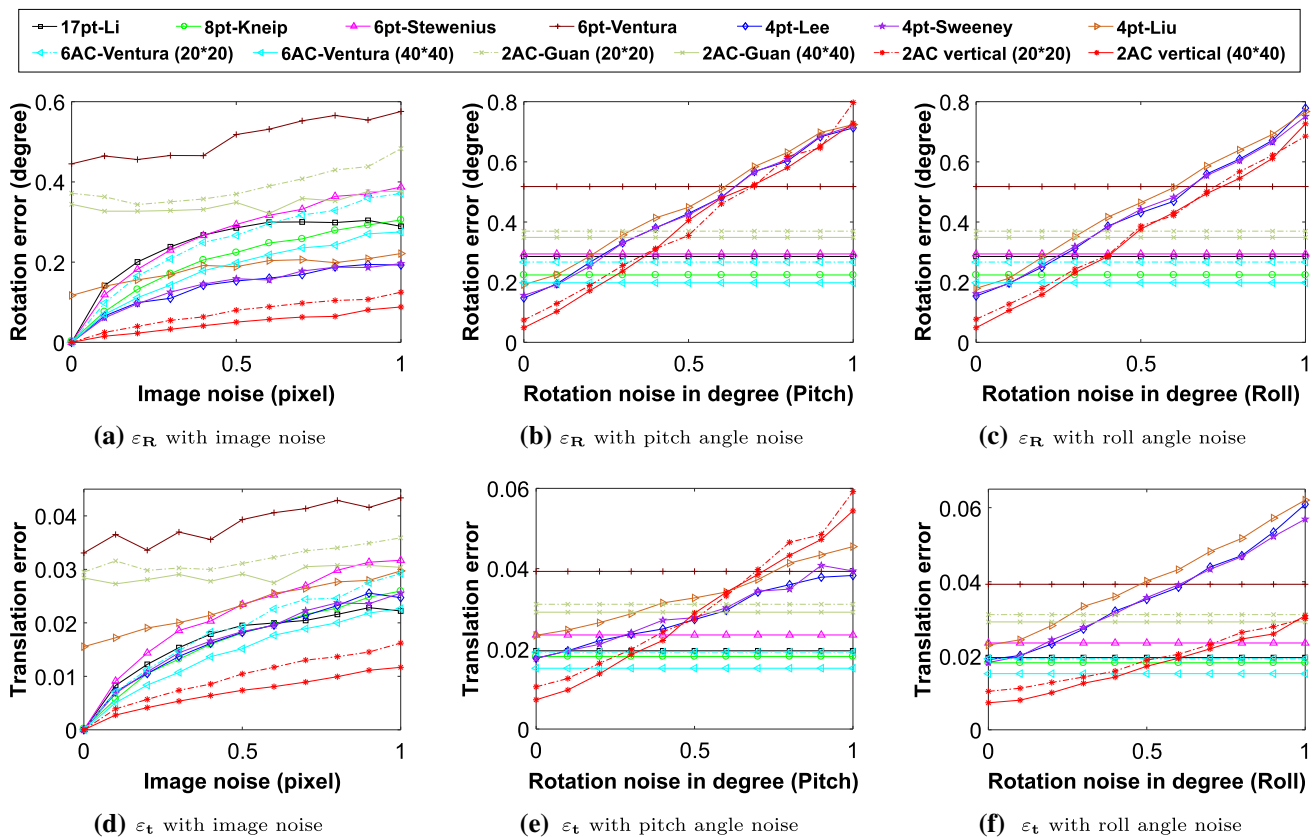 17pt-Li 8pt-Kneip 6pt-Stewenius 6pt-Ventura 4pt-Lee 4pt-Sweeney 4pt-Liu
6AC-Ventura (20*20) 6AC-Ventura (40*40) 2AC-Guan (20*20) 2AC-Guan (40*40) 2AC vertical (20*20) 2AC vertical (40*40)
Rotation error (degree)
0.6
0.4
0.2
0
0 0.5 1
Image noise (pixel)
(a) εR with image noise
Rotation error (degree)
0.8
0.6
0.4
0.2
0
0 0.5 1
Rotation noise in degree (Pitch)
(b) εR with pitch angle noise
Rotation error (degree)
0.8
0.6
0.4
0.2
0
0 0.5 1
Rotation noise in degree (Roll)
(c) εR with roll angle noise
Translation error
0.04
0.03
0.02
0.01
0
0 0.5 1
Image noise (pixel)
(d) εt with image noise
Translation error
0.06
0.04
0.02
0
0 0.5 1
Rotation noise in degree (Pitch)
(e) εt with pitch angle noise
Translation error
0.06
0.04
0.02
0
0 0.5 1
Rotation noise in degree (Roll)
(f) εt with roll angle noise